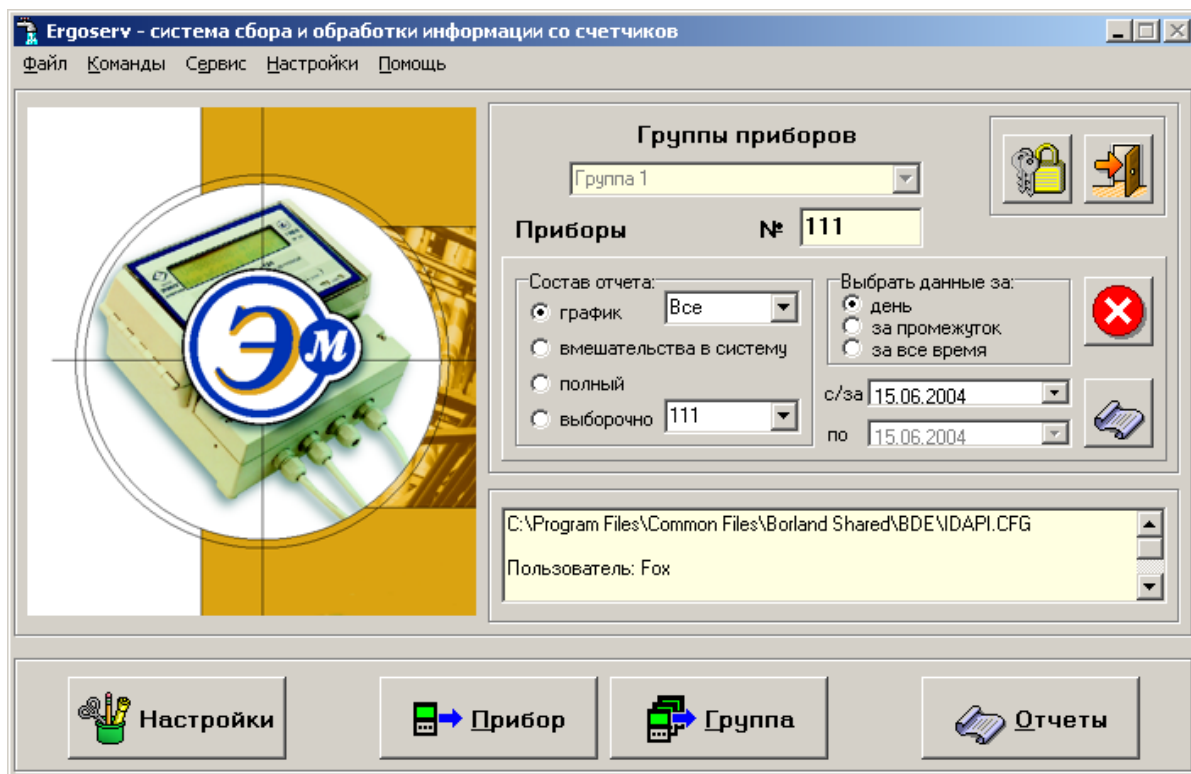 Ergoserv - система сбора и обработки информации со счетчиков
Файл Команды Сервис Настройки Помощь
Группы приборов
Группа 1
Приборы № 111
Состав отчета:
график Все
вмешательства в систему
полный
выборочно 111
Выбрать данные за:
день
за промежуток
за все время
с/за 15.06.2004
по 15.06.2004
Эм
C:\Program Files\Common Files\Borland Shared\BDE\IDAPI.CFG
Пользователь: Fox
Настройки Прибор Группа Отчеты